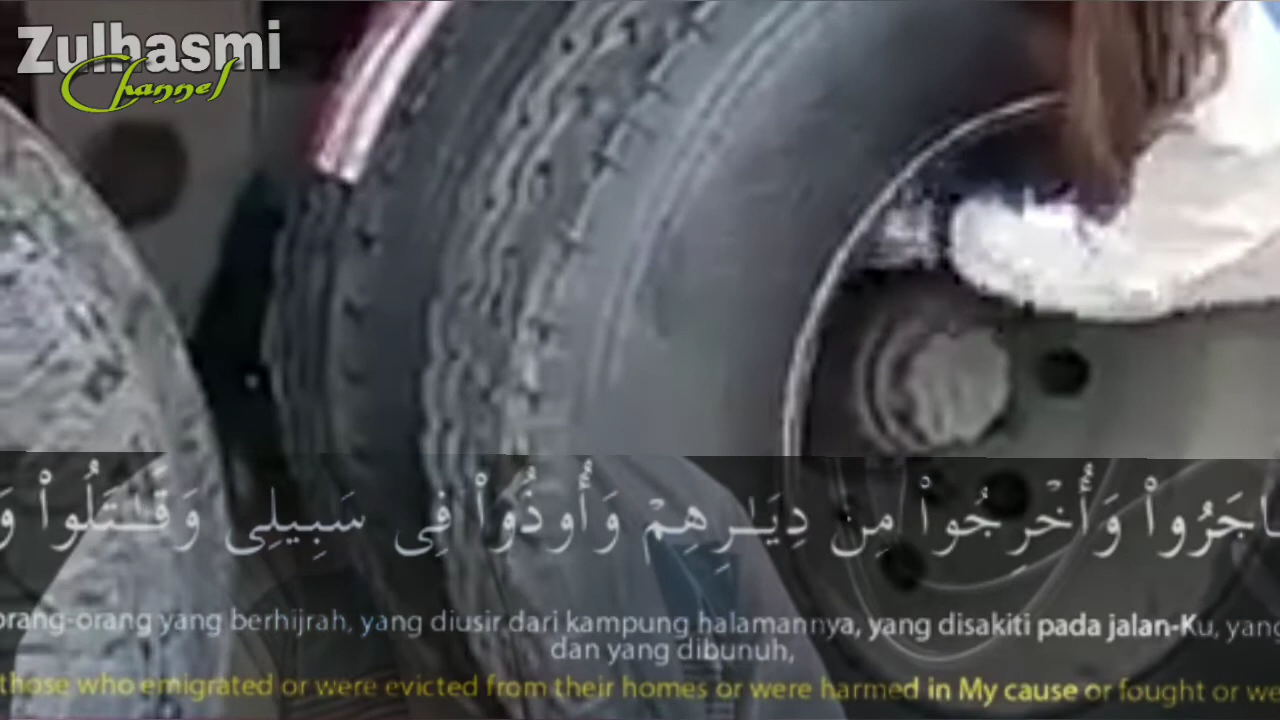 Zulhasmi
Channel
هَاجَرُوا۟ وَأُخْرِجُوا۟ مِن دِيَـٰرِهِمْ وَأُوذُوا۟ فِى سَبِيلِى وَقَـٰتَلُوا۟ وَ
orang-orang yang berhijrah, yang diusir dari kampung halamannya, yang disakiti pada jalan-Ku, yang
dan yang dibunuh,
those who emigrated or were evicted from their homes or were harmed in My cause or fought or we